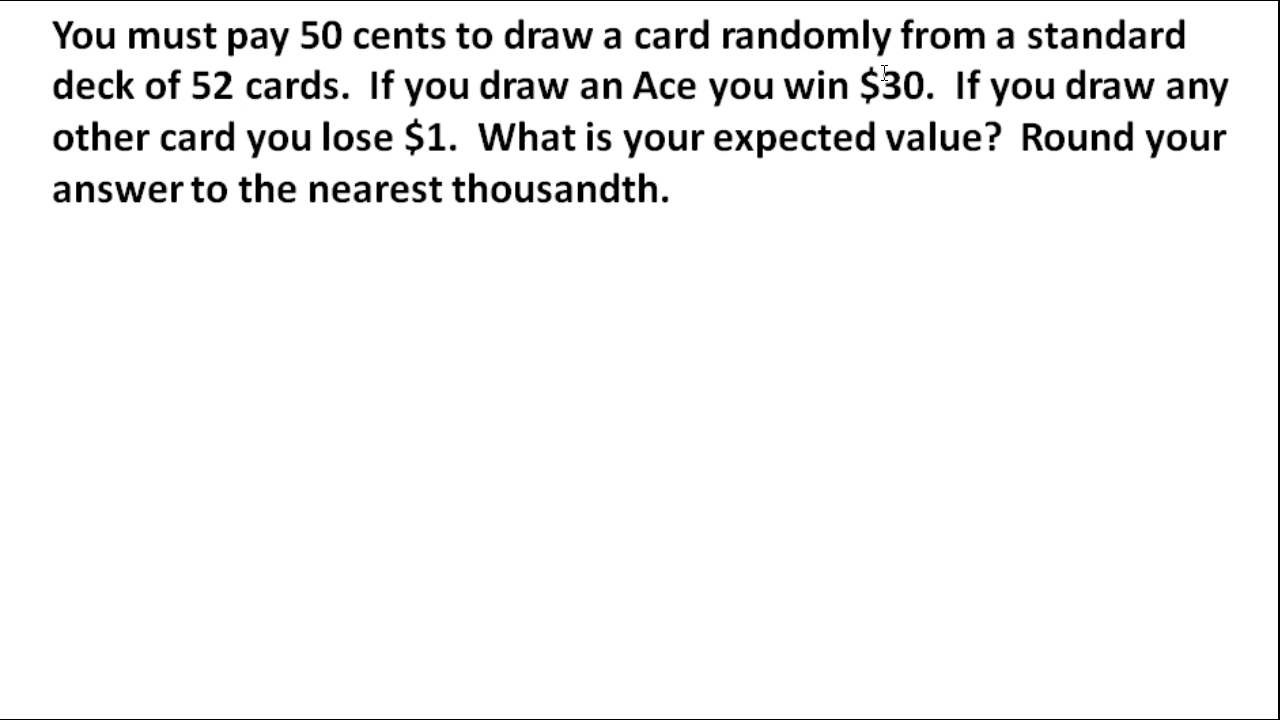 You must pay 50 cents to draw a card randomly from a standard
deck of 52 cards.  If you draw an Ace you win $30.  If you draw any
other card you lose $1.  What is your expected value?  Round your
answer to the nearest thousandth.